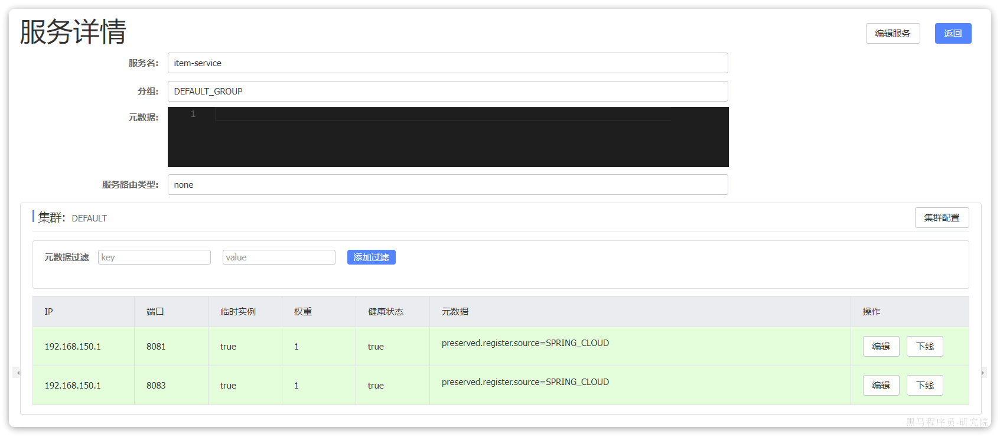 服务详情
编辑服务 返回
服务名: item-service
分组: DEFAULT_GROUP
元数据: 1
服务路由类型: none
集群: DEFAULT 集群配置
元数据过滤 key value 添加过滤
IP 端口 临时实例 权重 健康状态 元数据 操作
192.168.150.1 8081 true 1 true preserved.register.source=SPRING_CLOUD 编辑 下线
192.168.150.1 8083 true 1 true preserved.register.source=SPRING_CLOUD 编辑 下线
黑马程序员-研究院